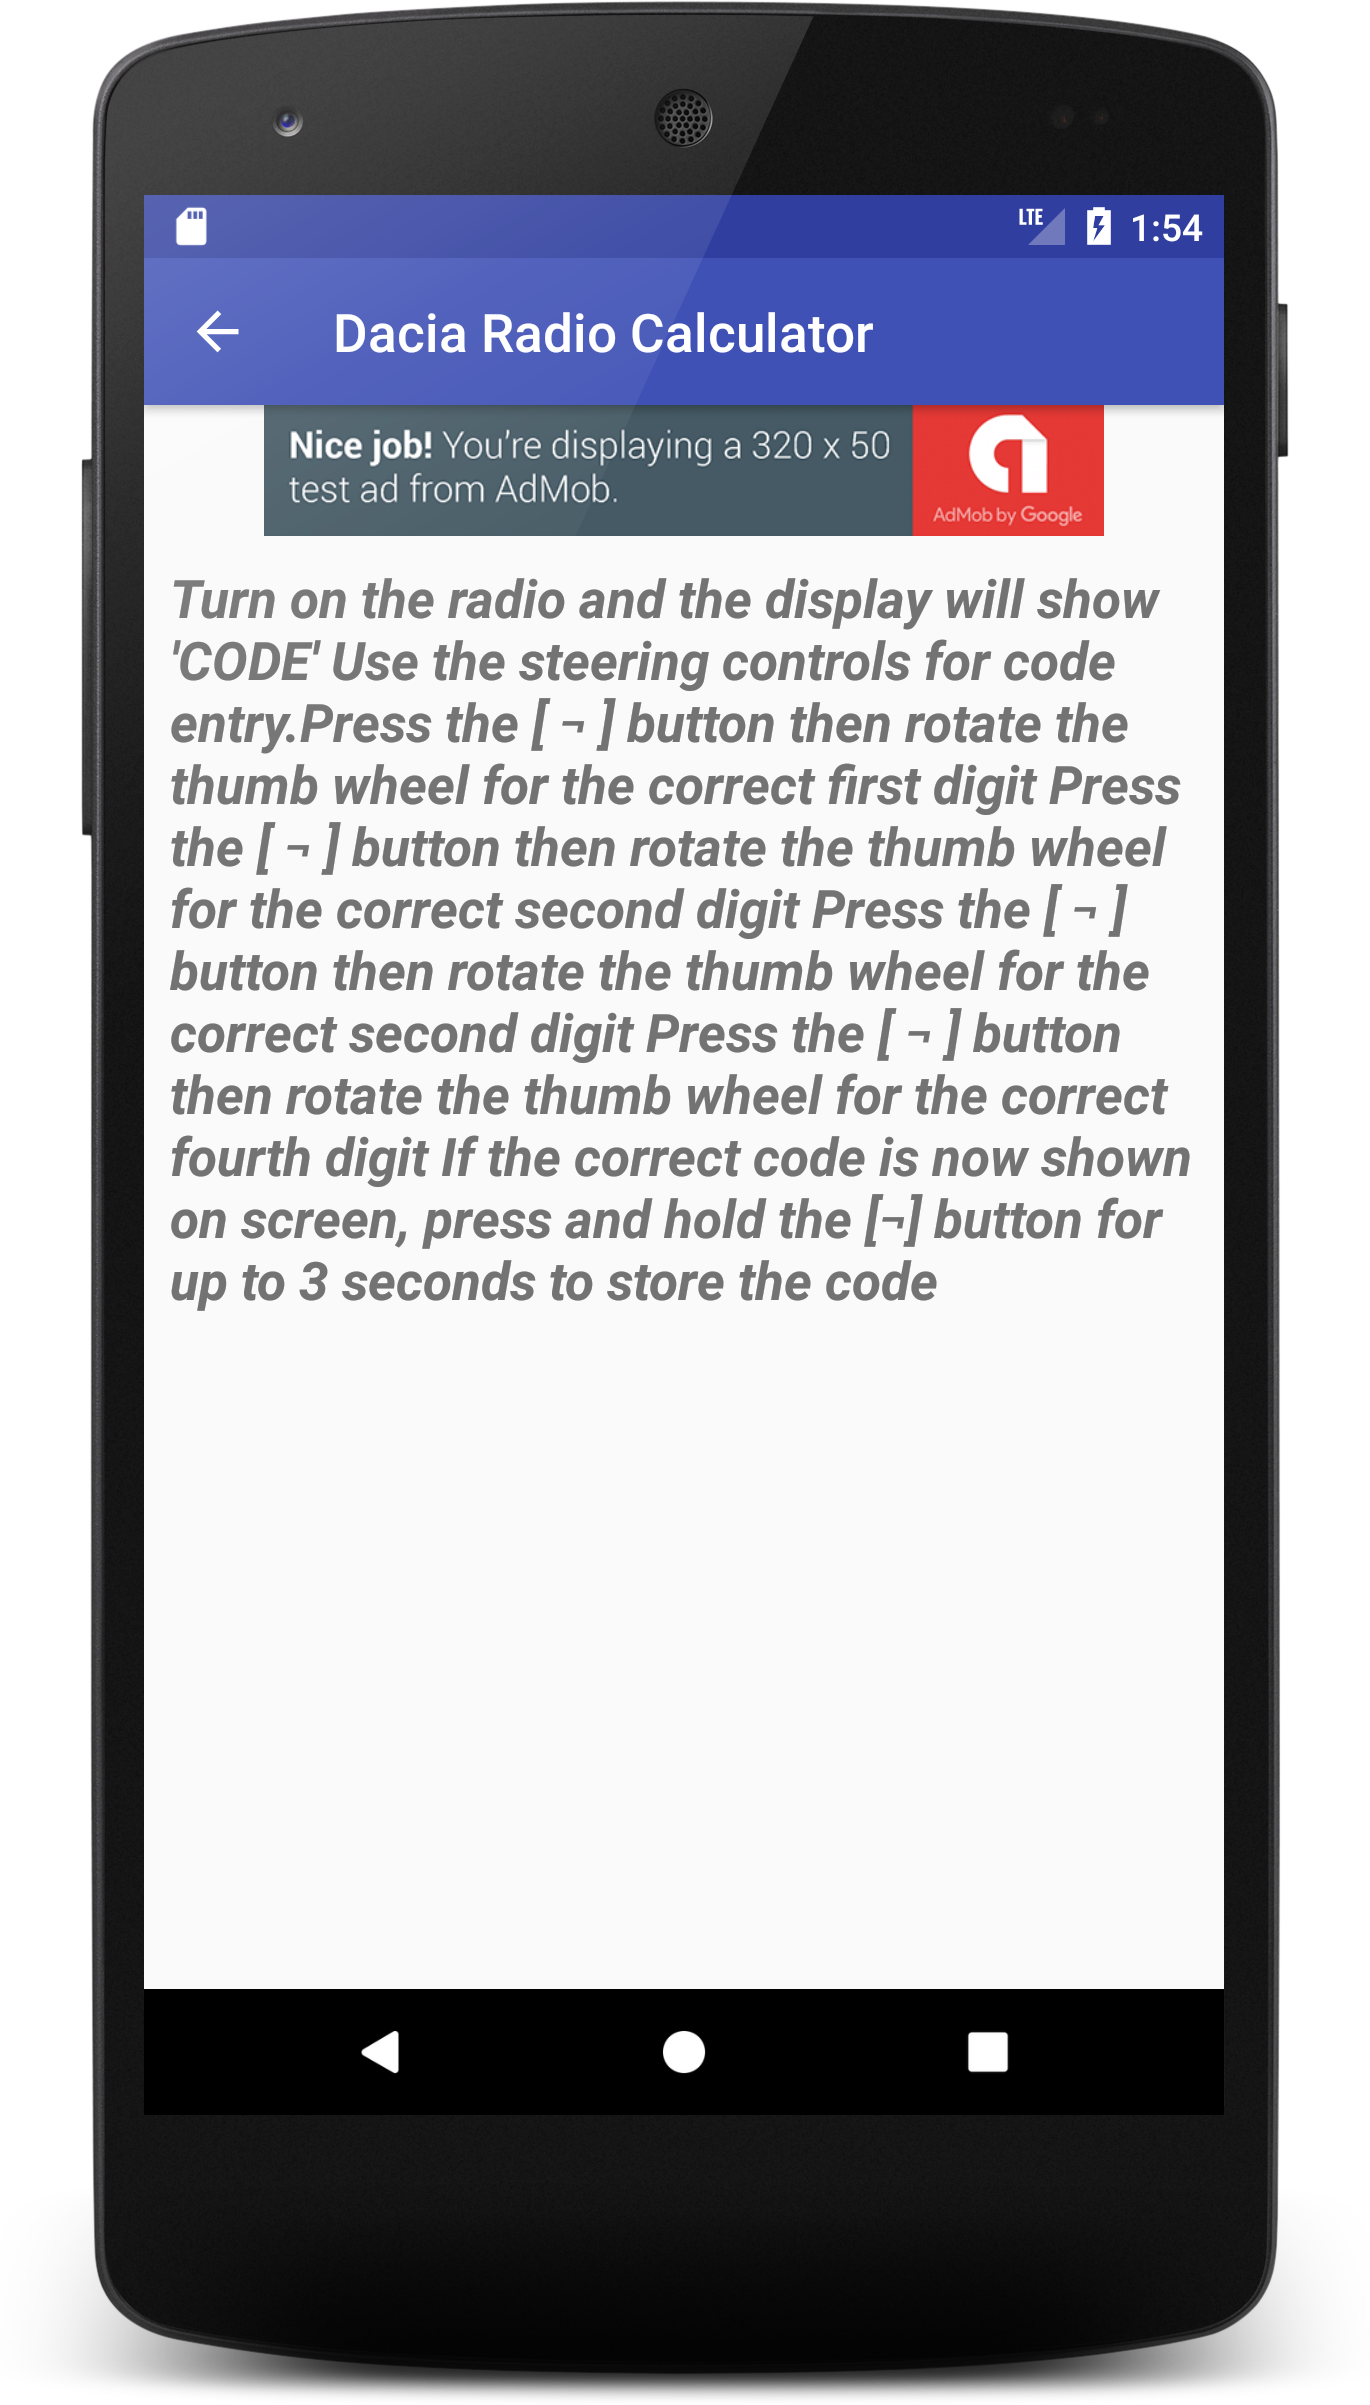 LTE 1:54
Dacia Radio Calculator
Nice job! You're displaying a 320 x 50
test ad from AdMob.
AdMob by Google
Turn on the radio and the display will show
'CODE' Use the steering controls for code
entry.Press the [ ¬ ] button then rotate the
thumb wheel for the correct first digit Press
the [ ¬ ] button then rotate the thumb wheel
for the correct second digit Press the [ ¬ ]
button then rotate the thumb wheel for the
correct second digit Press the [ ¬ ] button
then rotate the thumb wheel for the correct
fourth digit If the correct code is now shown
on screen, press and hold the [¬] button for
up to 3 seconds to store the code